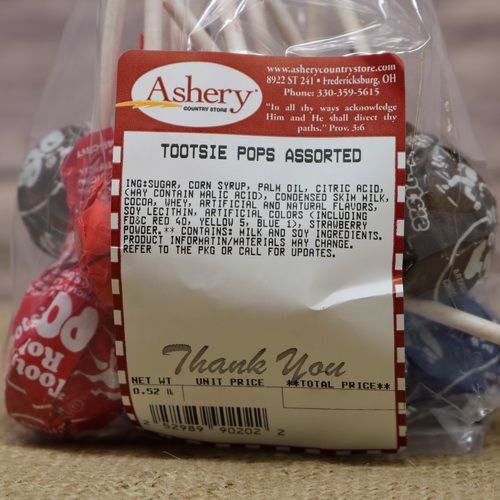 Ashery
COUNTRY STORE
www.asherycountrystore.com
8922 ST 241 • Fredericksburg, OH
Phone: 330-359-5615
"In all thy ways acknowledge
Him and He shall direct thy
paths." Prov. 3:6
TOOTSIE POPS ASSORTED
ING:SUGAR, CORN SYRUP, PALM OIL, CITRIC ACID,
(MAY CONTAIN MALIC ACID), CONDENSED SKIM MILK,
COCOA, WHEY, ARTIFICIAL AND NATURAL FLAVORS,
SOY LECITHIN, ARTIFICIAL COLORS (INCLUDING
FD&C RED 40, YELLOW 5, BLUE 1), STRAWBERRY
POWDER.** CONTAINS: MILK AND SOY INGREDIENTS.
PRODUCT INFORMATIN/MATERIALS MAY CHANGE.
REFER TO THE PKG OR CALL FOR UPDATES.
Thank You
NET WT UNIT PRICE **TOTAL PRICE**
0.52 lb
2 52989 90202 2